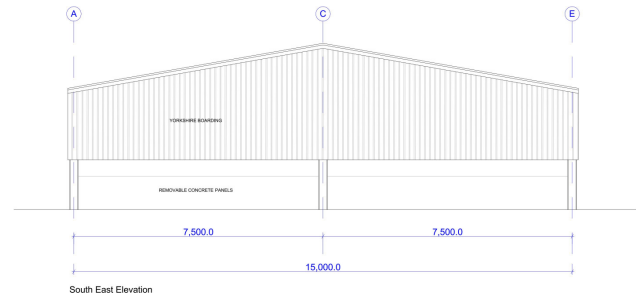 A C E
YORKSHIRE BOARDING
REMOVABLE CONCRETE PANELS
7,500.0 7,500.0
15,000.0
South East Elevation